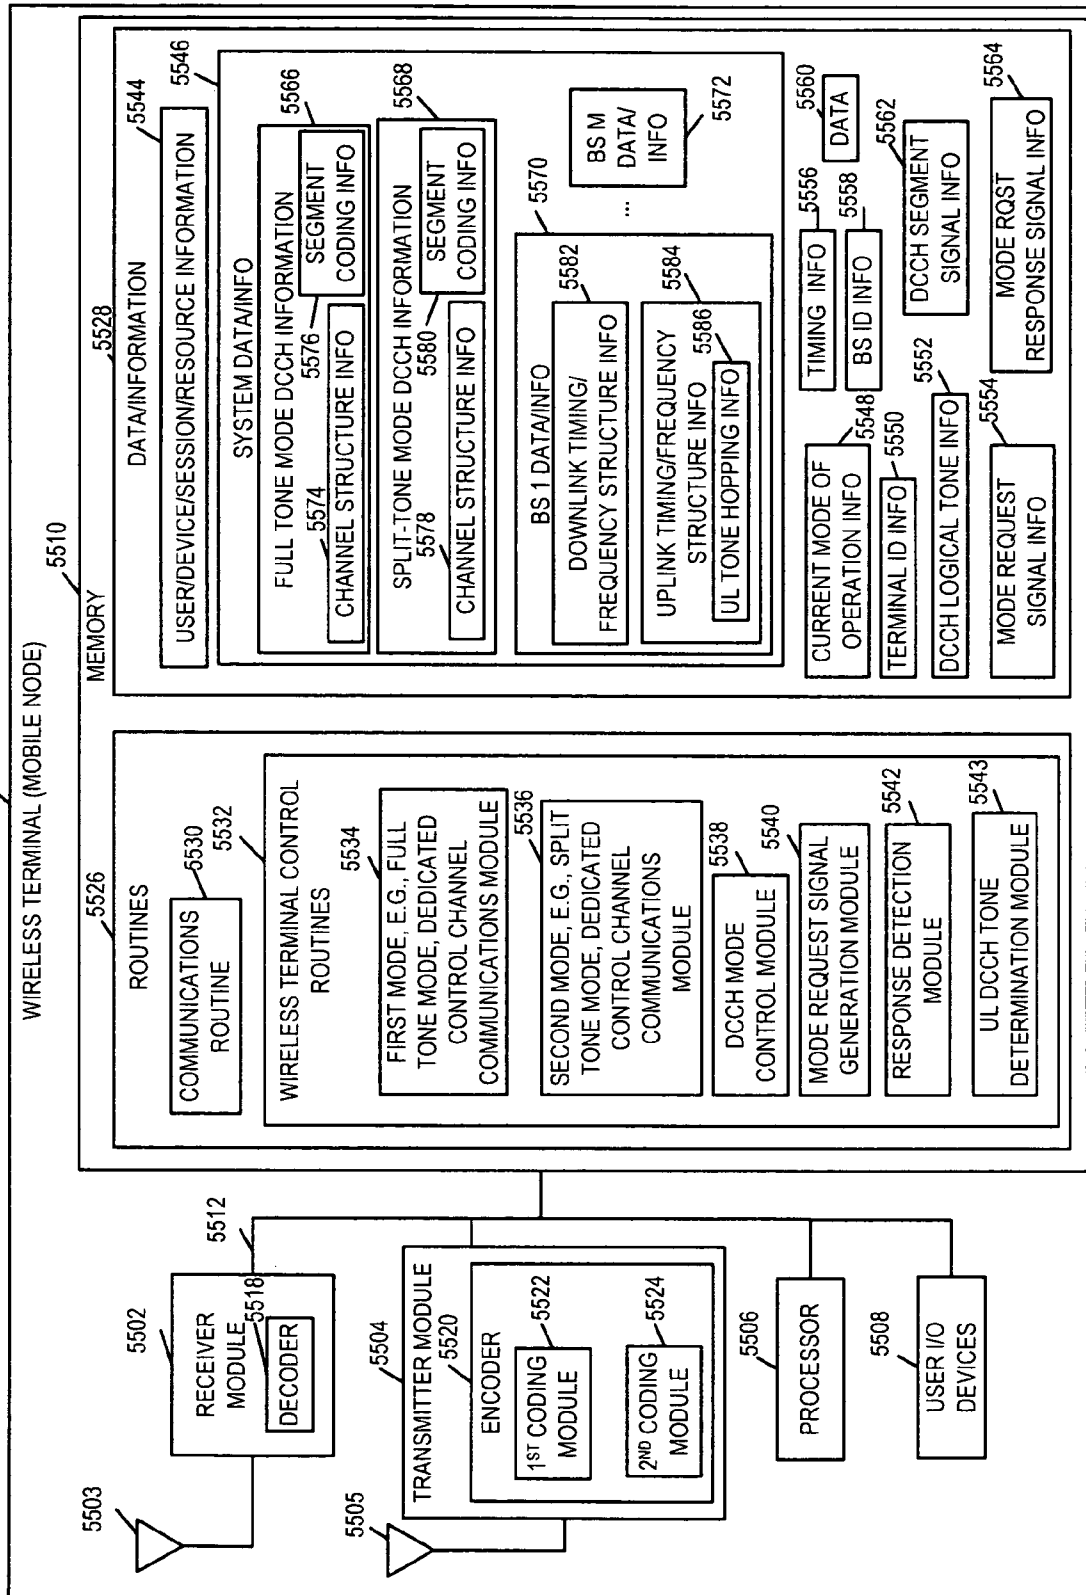 WIRELESS TERMINAL (MOBILE NODE)
5503
5502
RECEIVER
MODULE
5518
DECODER
5512
5505
5504
TRANSMITTER MODULE
5520
ENCODER
5522
1ST CODING
MODULE
5524
2ND CODING
MODULE
5506
PROCESSOR
5508
USER I/O
DEVICES
5510
MEMORY
5526
ROUTINES
5530
COMMUNICATIONS
ROUTINE
5532
WIRELESS TERMINAL CONTROL
ROUTINES
5534
FIRST MODE, E.G., FULL
TONE MODE, DEDICATED
CONTROL CHANNEL
COMMUNICATIONS MODULE
5536
SECOND MODE, E.G., SPLIT
TONE MODE, DEDICATED
CONTROL CHANNEL
COMMUNICATIONS
MODULE
5538
DCCH MODE
CONTROL MODULE
5540
MODE REQUEST SIGNAL
GENERATION MODULE
5542
RESPONSE DETECTION
MODULE
5543
UL DCCH TONE
DETERMINATION MODULE
5528
DATA/INFORMATION
5544
USER/DEVICE/SESSION/RESOURCE INFORMATION
5546
SYSTEM DATA/INFO
5566
FULL TONE MODE DCCH INFORMATION
5574
CHANNEL STRUCTURE INFO
5576
SEGMENT
CODING INFO
5568
SPLIT-TONE MODE DCCH INFORMATION
5578
CHANNEL STRUCTURE INFO
5580
SEGMENT
CODING INFO
5570
BS 1 DATA/INFO
5582
DOWNLINK TIMING/
FREQUENCY STRUCTURE INFO
5584
UPLINK TIMING/FREQUENCY
STRUCTURE INFO
5586
UL TONE HOPPING INFO
...
BS M
DATA/
INFO
5572
CURRENT MODE OF
OPERATION INFO
5548
TIMING INFO
5556
DATA
5560
TERMINAL ID INFO
5550
BS ID INFO
5558
DCCH LOGICAL TONE INFO
5552
DCCH SEGMENT
SIGNAL INFO
5562
MODE REQUEST
SIGNAL INFO
5554
MODE RQST
RESPONSE SIGNAL INFO
5564